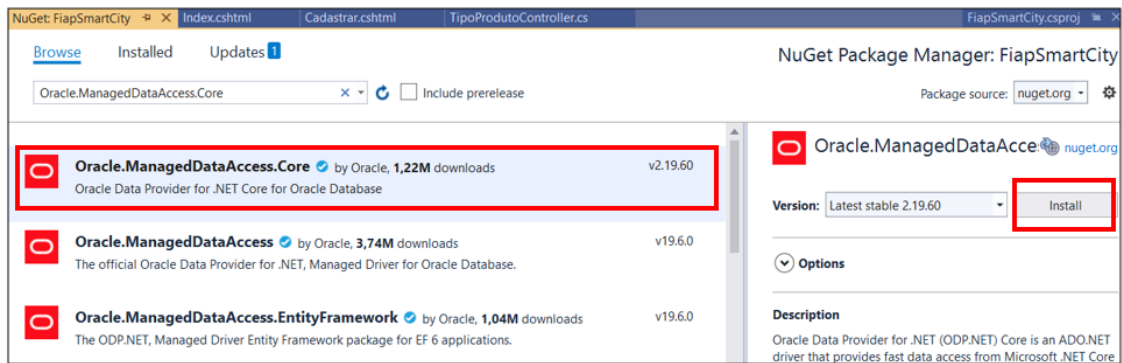 NuGet: FiapSmartCity Index.cshtml Cadastrar.cshtml TipoProdutoController.cs FiapSmartCity.csproj
Browse Installed Updates 1
NuGet Package Manager: FiapSmartCity
Oracle.ManagedDataAccess.Core Include prerelease
Package source: nuget.org
Oracle.ManagedDataAccess.Core by Oracle, 1,22M downloads v2.19.60
Oracle Data Provider for .NET Core for Oracle Database
Oracle.ManagedDataAccess by Oracle, 3,74M downloads v19.6.0
The official Oracle Data Provider for .NET, Managed Driver for Oracle Database.
Oracle.ManagedDataAccess.EntityFramework by Oracle, 1,04M downloads v19.6.0
The ODP.NET, Managed Driver Entity Framework package for EF 6 applications.
Oracle.ManagedDataAcce nuget.org
Version: Latest stable 2.19.60 Install
Options
Description
Oracle Data Provider for .NET (ODP.NET) Core is an ADO.NET
driver that provides fast data access from Microsoft .NET Core